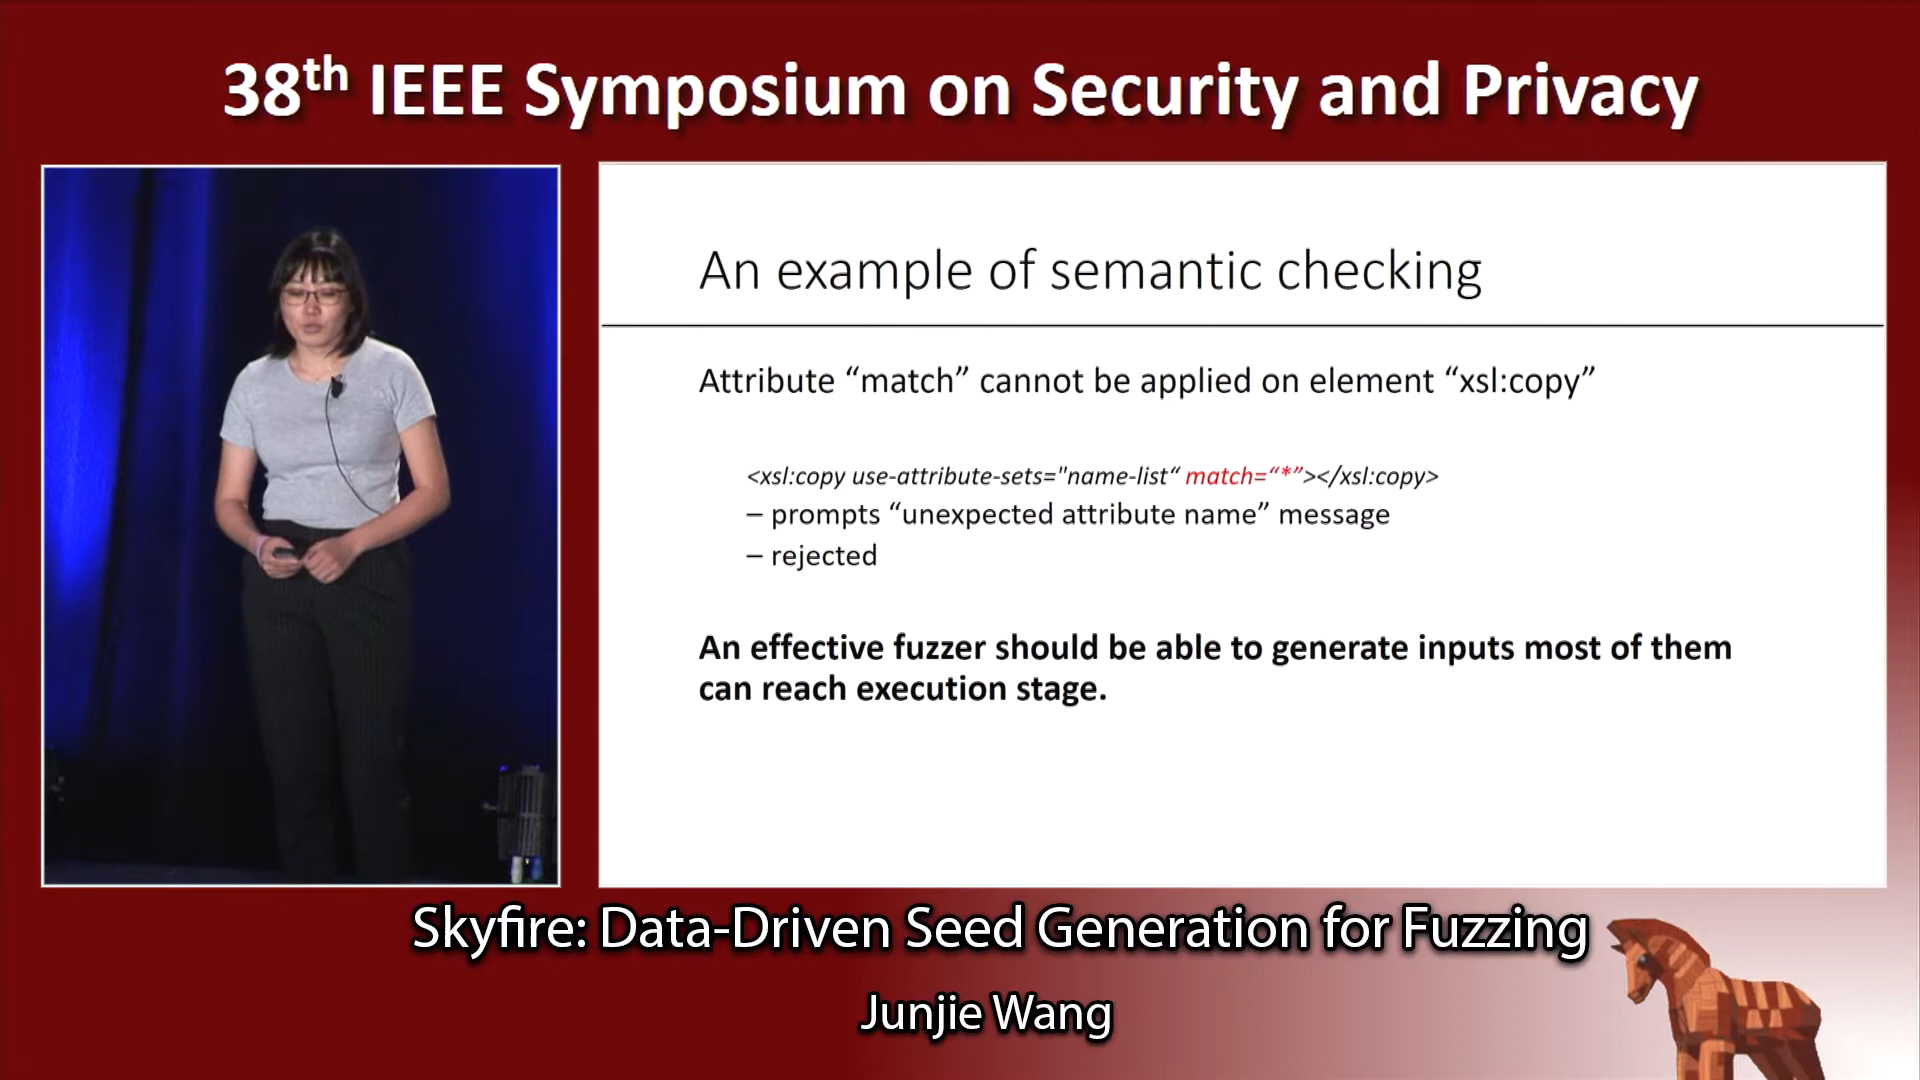 38th IEEE Symposium on Security and Privacy
An example of semantic checking
Attribute “match” cannot be applied on element “xsl:copy”
<xsl:copy use-attribute-sets="name-list“ match=“*”></xsl:copy>
– prompts “unexpected attribute name” message
– rejected
An effective fuzzer should be able to generate inputs most of them
can reach execution stage.
Skyfire: Data-Driven Seed Generation for Fuzzing
Junjie Wang